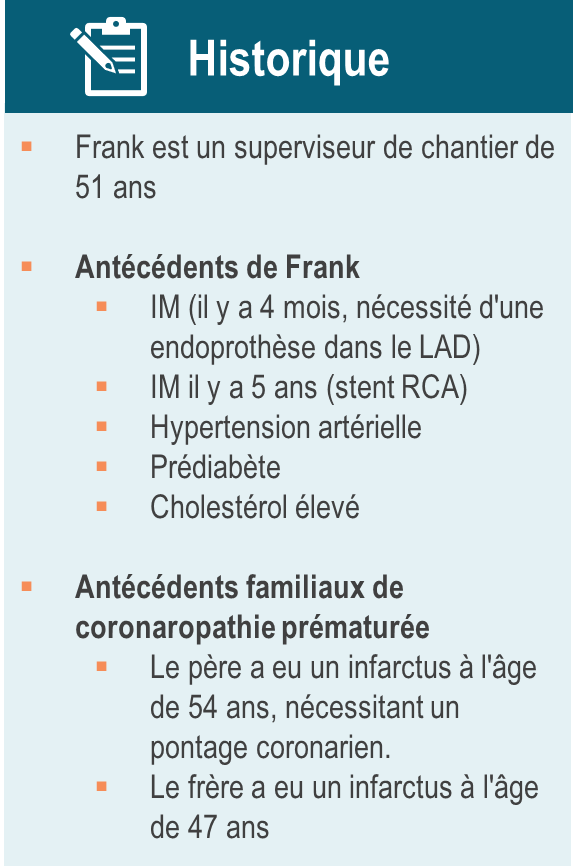 Historique
Frank est un superviseur de chantier de
51 ans
Antécédents de Frank
IM (il y a 4 mois, nécessité d'une
endoprothèse dans le LAD)
IM il y a 5 ans (stent RCA)
Hypertension artérielle
Prédiabète
Cholestérol élevé
Antécédents familiaux de
coronaropathie prématurée
Le père a eu un infarctus à l'âge
de 54 ans, nécessitant un
pontage coronarien.
Le frère a eu un infarctus à l'âge
de 47 ans